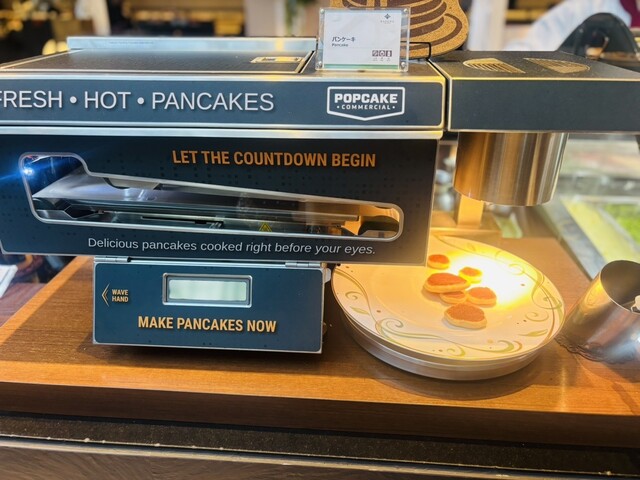 パンケーキ
Pancake
FRESH • HOT • PANCAKES
POPCAKE
• COMMERCIAL •
LET THE COUNTDOWN BEGIN
Delicious pancakes cooked right before your eyes.
WAVE
HAND
MAKE PANCAKES NOW